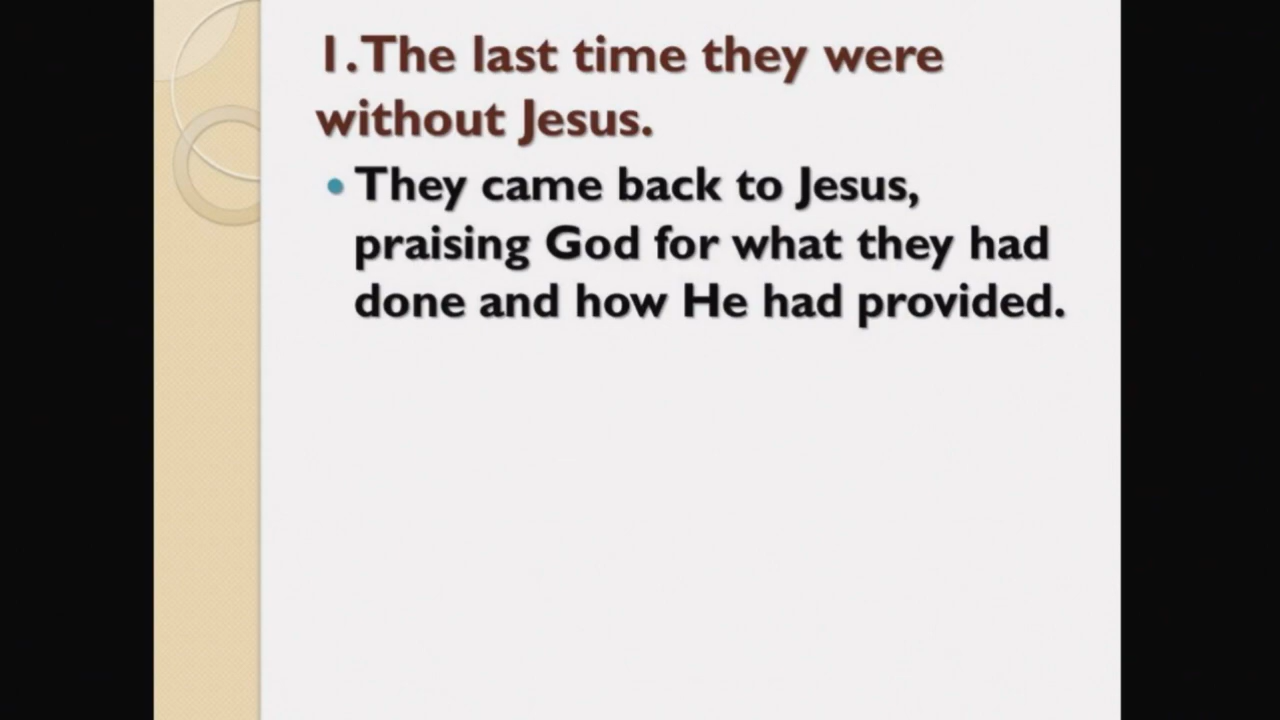 1. The last time they were
without Jesus.
• They came back to Jesus,
praising God for what they had
done and how He had provided.